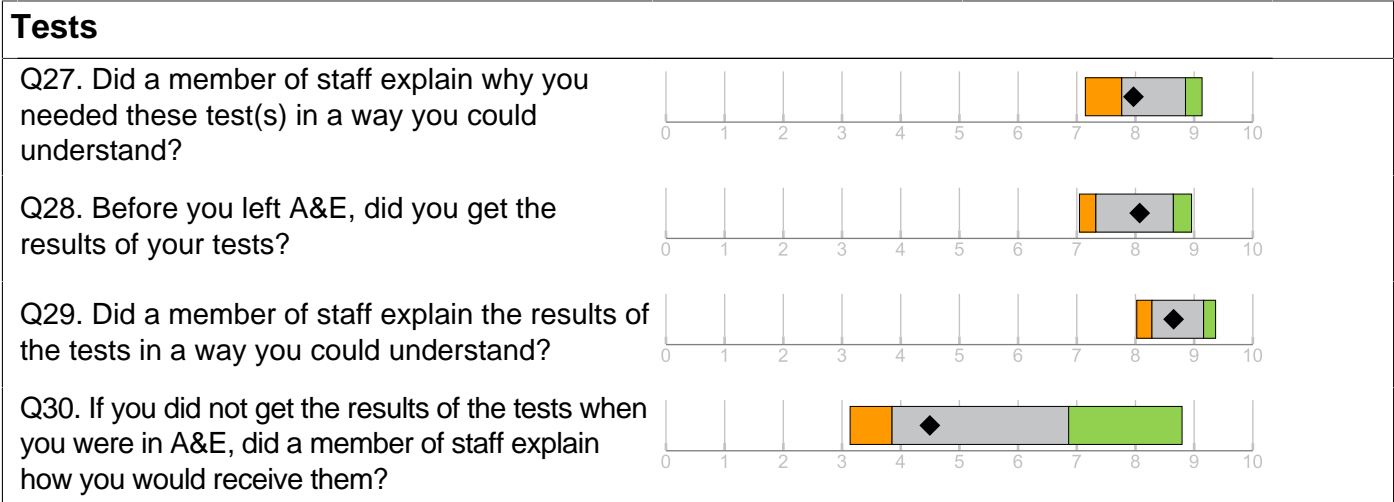 Tests
Q27. Did a member of staff explain why you
needed these test(s) in a way you could
understand?
0 1 2 3 4 5 6 7 8 9 10
Q28. Before you left A&E, did you get the
results of your tests?
0 1 2 3 4 5 6 7 8 9 10
Q29. Did a member of staff explain the results of
the tests in a way you could understand?
0 1 2 3 4 5 6 7 8 9 10
Q30. If you did not get the results of the tests when
you were in A&E, did a member of staff explain
how you would receive them?
0 1 2 3 4 5 6 7 8 9 10